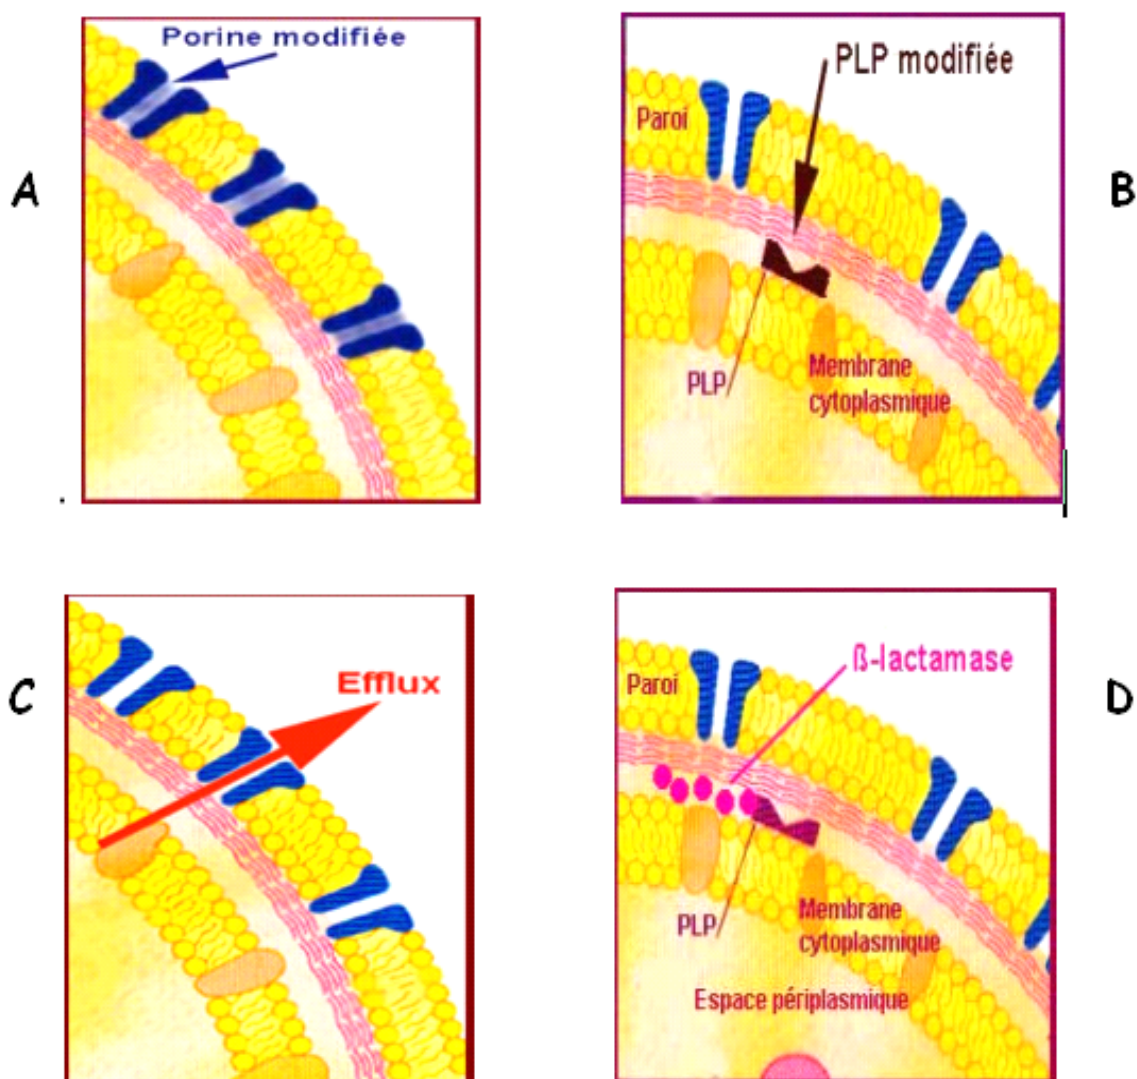 Porine modifiée
A
PLP modifiée
Paroi
B
PLP
Membrane
cytoplasmique
C
Efflux
ß-lactamase
Paroi
D
PLP
Membrane
cytoplasmique
Espace périplasmique